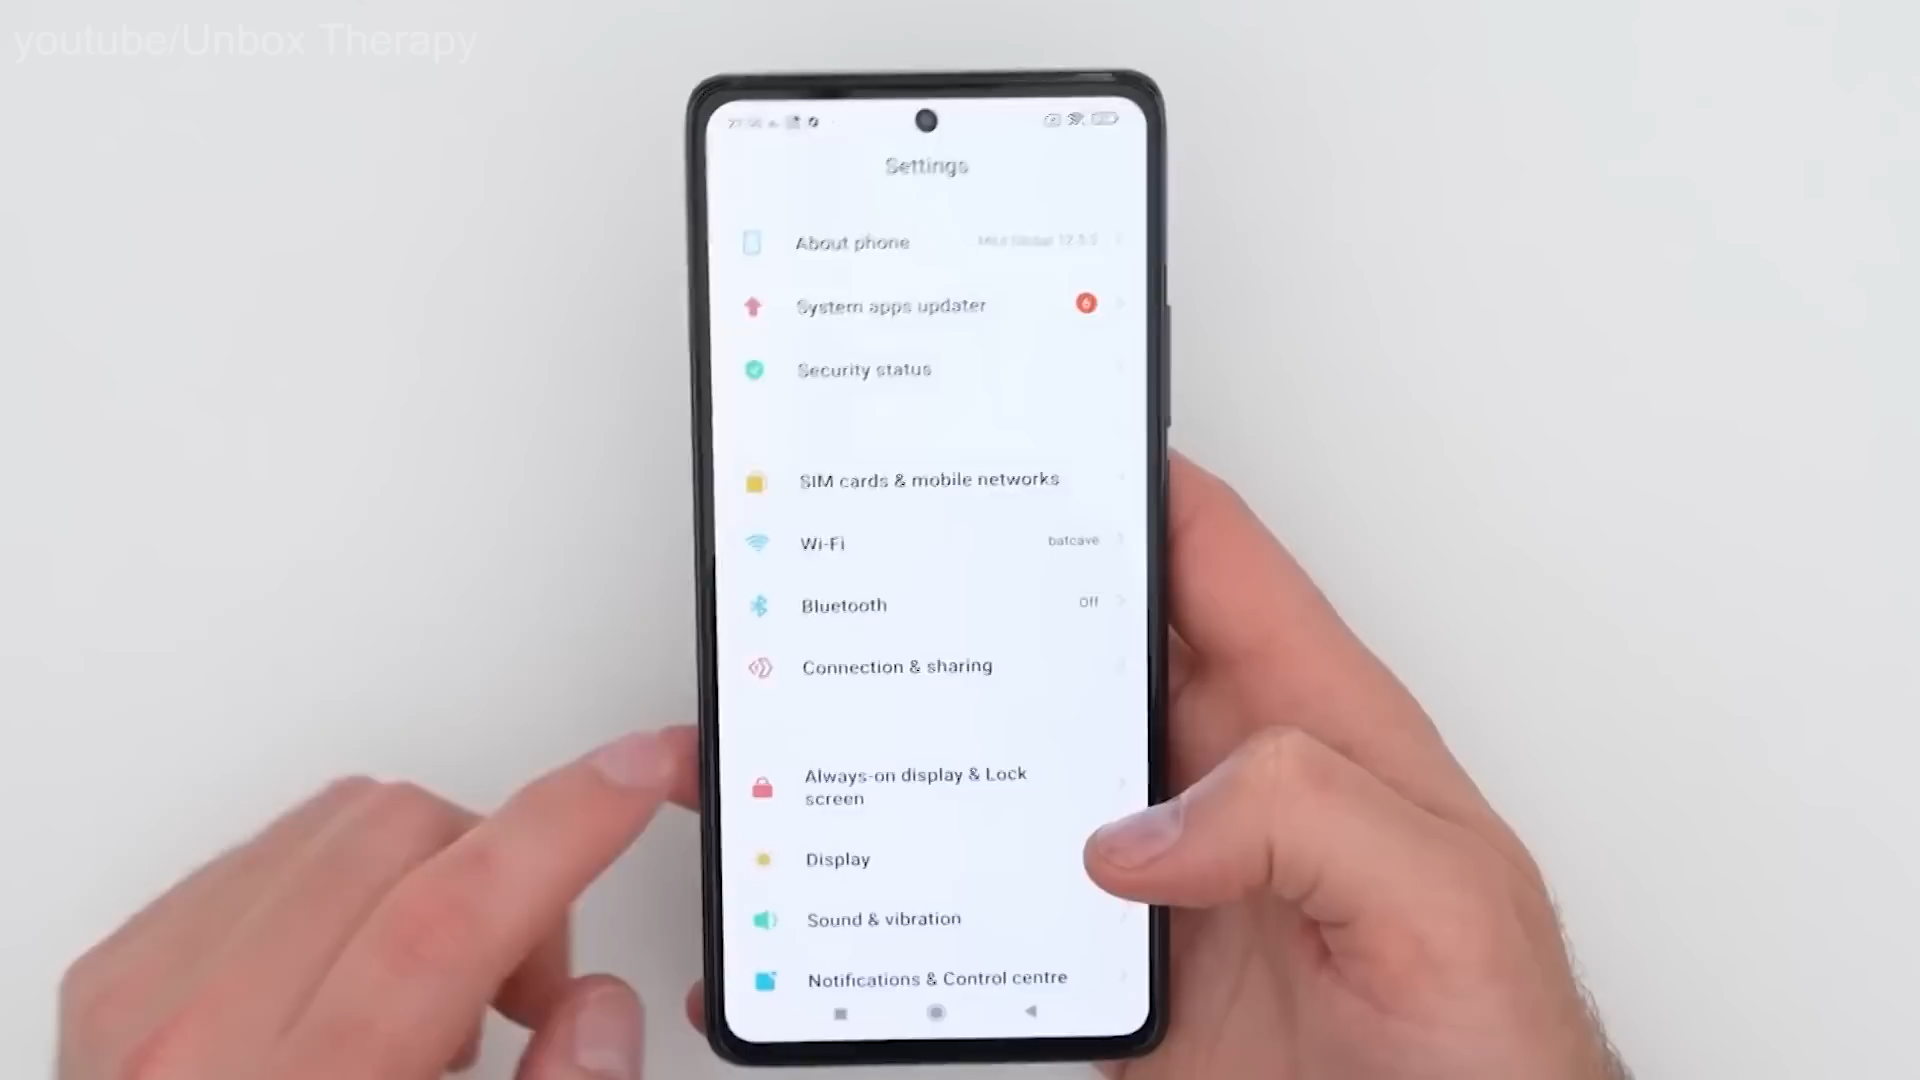 youtube/Unbox Therapy
Settings
About phone
System apps updater
6
Security status
SIM cards & mobile networks
Wi-Fi
batcave
Bluetooth
Off
Connection & sharing
Always-on display & Lock
screen
Display
Sound & vibration
Notifications & Control centre